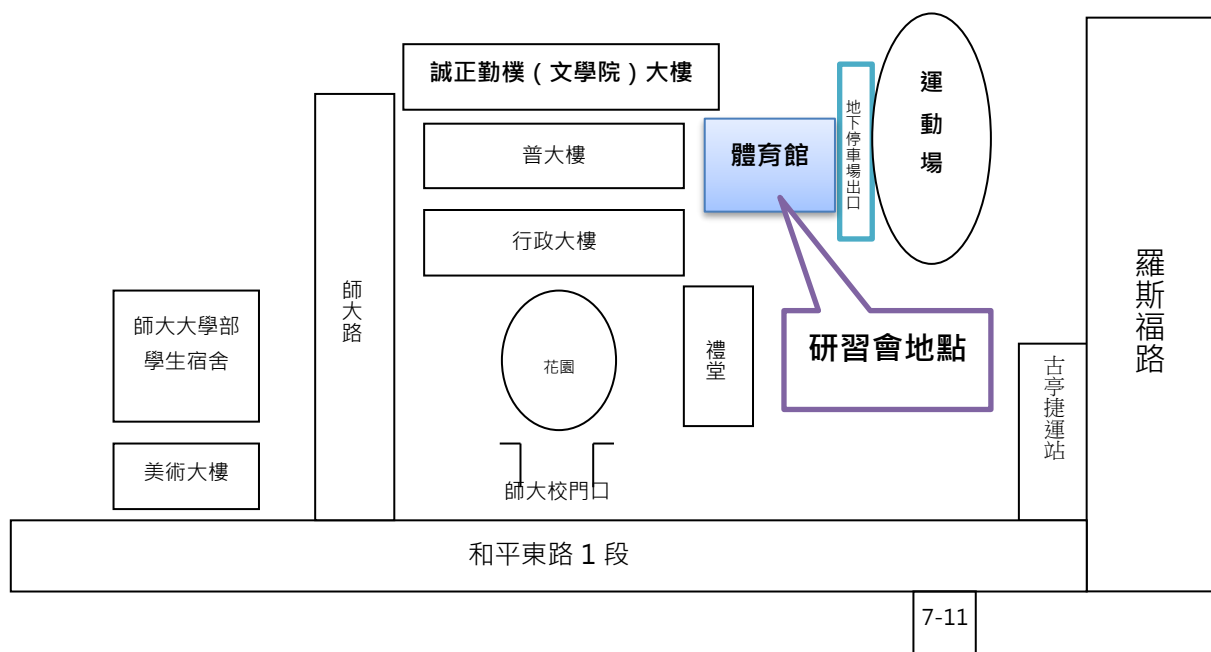 誠正勤樸（文學院）大樓
運動場
地下停車場出口
體育館
普大樓
行政大樓
師大路
羅斯福路
師大大學部
學生宿舍
花園
禮堂
研習會地點
古亭捷運站
美術大樓
師大校門口
和平東路 1 段
7-11